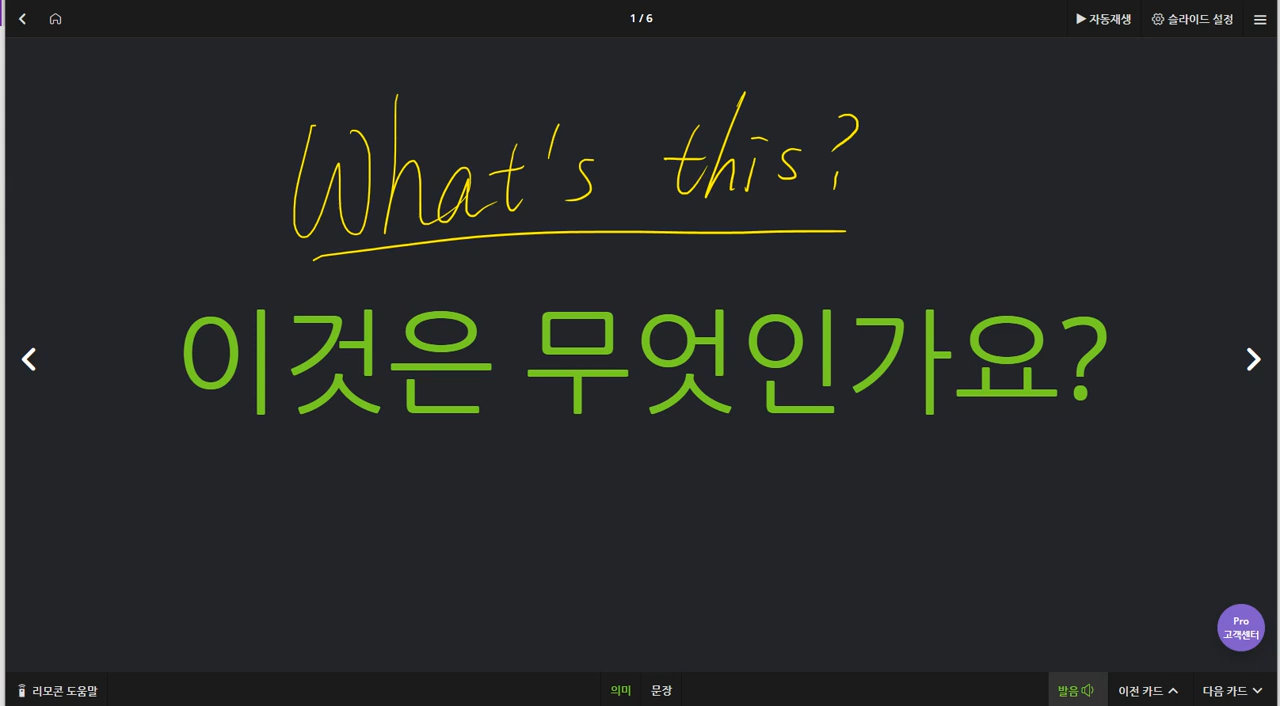 1 / 6
자동재생
슬라이드 설정
What's this?
이것은 무엇인가요?
Pro
고객센터
리모콘 도움말
의미
문장
발음
이전 카드
다음 카드